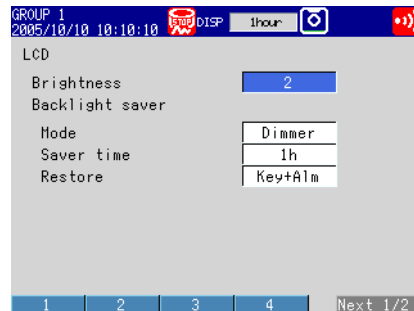 GROUP 1
2005/10/10 10:10:10 STOP DISP 1hour
LCD
Brightness 2
Backlight saver
Mode Dimmer
Saver time 1h
Restore Key+Alm
1 2 3 4 Next 1/2